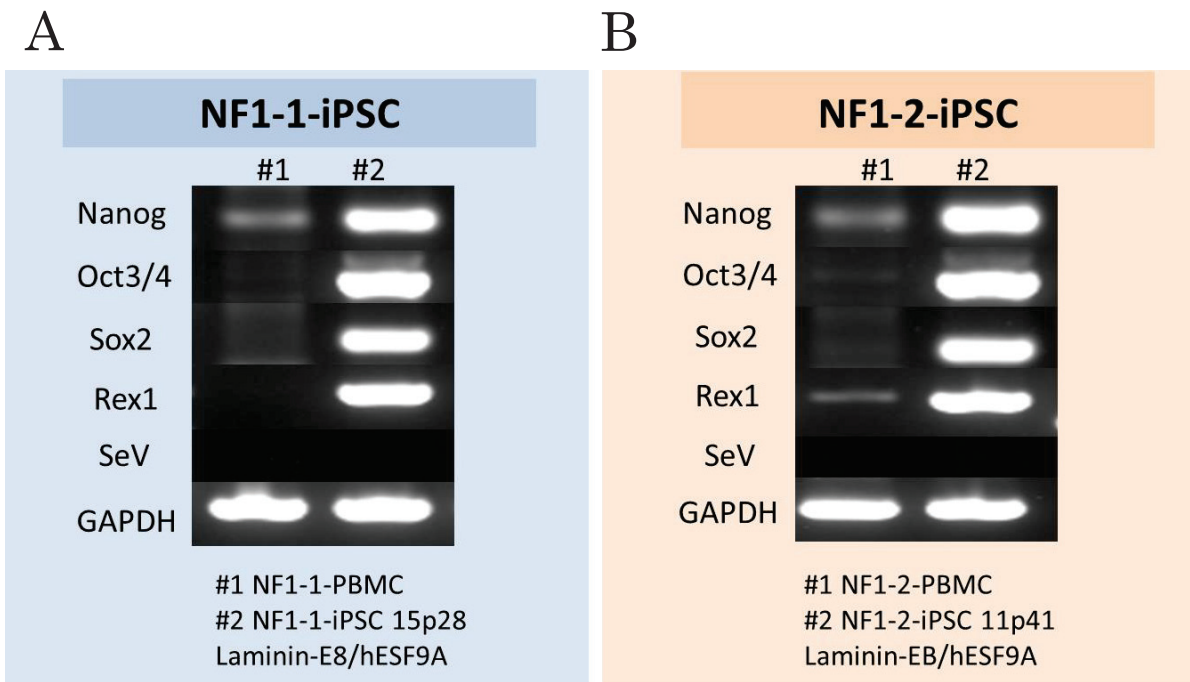 A
NF1-1-iPSC
#1 #2
Nanog
Oct3/4
Sox2
Rex1
SeV
GAPDH
#1 NF1-1-PBMC
#2 NF1-1-iPSC 15p28
Laminin-E8/hESF9A
B
NF1-2-iPSC
#1 #2
Nanog
Oct3/4
Sox2
Rex1
SeV
GAPDH
#1 NF1-2-PBMC
#2 NF1-2-iPSC 11p41
Laminin-EB/hESF9A